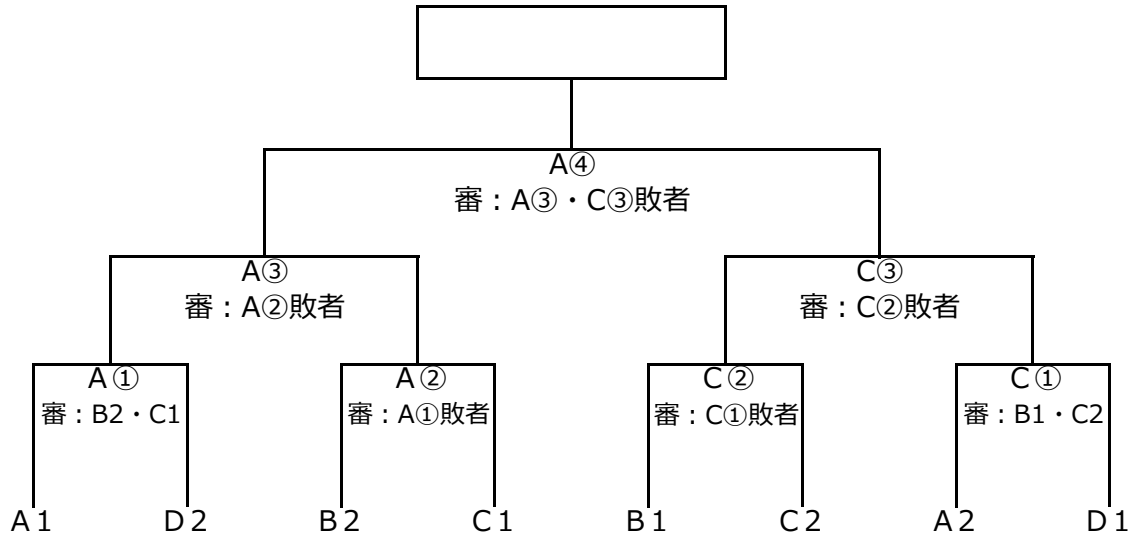 A④
審：A③・C③敗者
A③ C③
審：A②敗者 審：C②敗者
A① A② C② C①
審：B2・C1 審：A①敗者 審：C①敗者 審：B1・C2
A1 D2 B2 C1 B1 C2 A2 D1